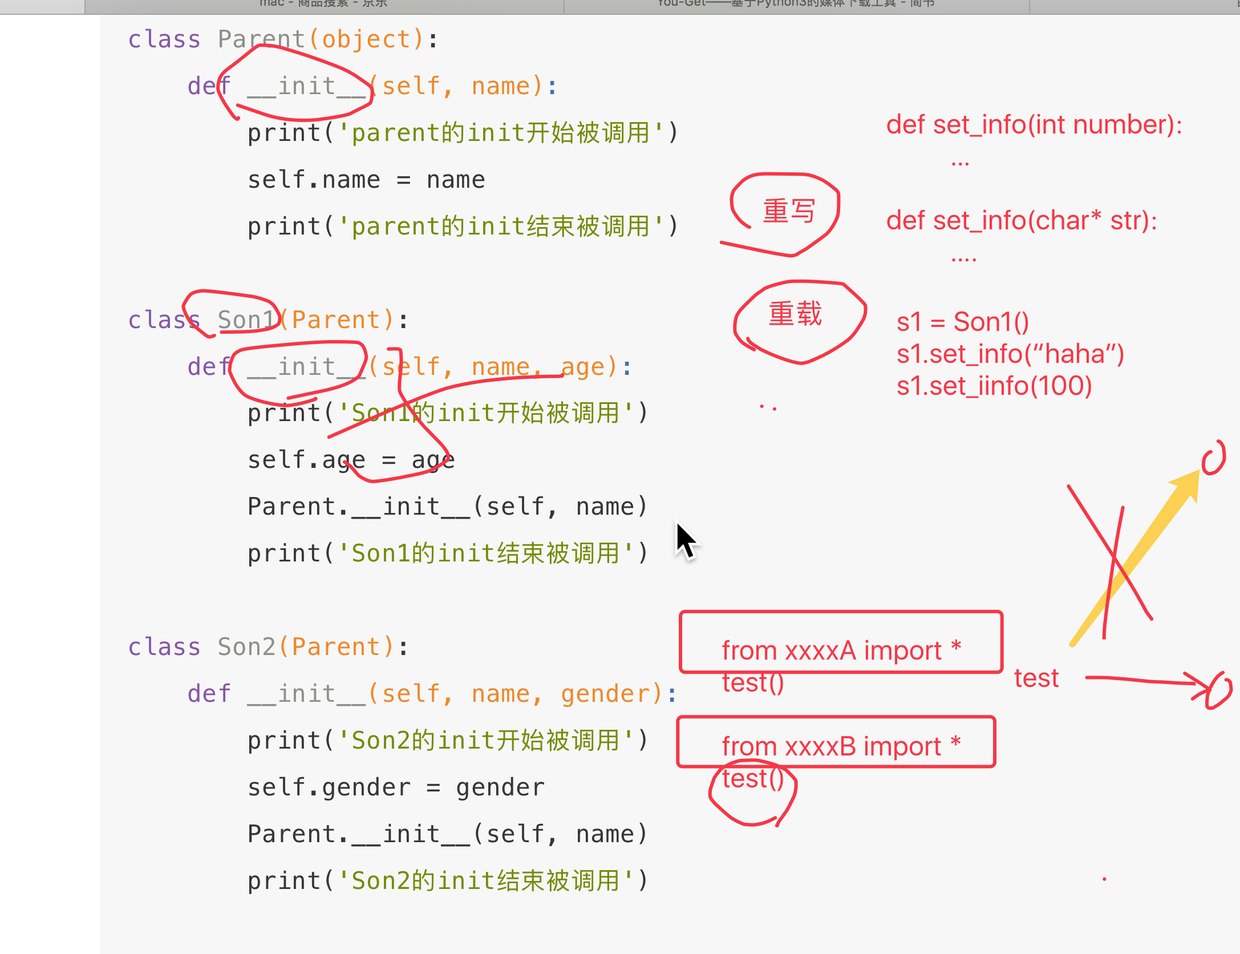 mac - 商品搜索 - 京东
You-Get——基于Python3的媒体下载工具 - 简书
class Parent(object):
def __init__(self, name):
print('parent的init开始被调用')
self.name = name
print('parent的init结束被调用')
class Son1(Parent):
def __init__(self, name, age):
print('Son1的init开始被调用')
self.age = age
Parent.__init__(self, name)
print('Son1的init结束被调用')
class Son2(Parent):
def __init__(self, name, gender):
print('Son2的init开始被调用')
self.gender = gender
Parent.__init__(self, name)
print('Son2的init结束被调用')
重写
重载
def set_info(int number):
...
def set_info(char* str):
....
s1 = Son1()
s1.set_info(“haha”)
s1.set_iinfo(100)
from xxxxA import *
test()
from xxxxB import *
test()
test